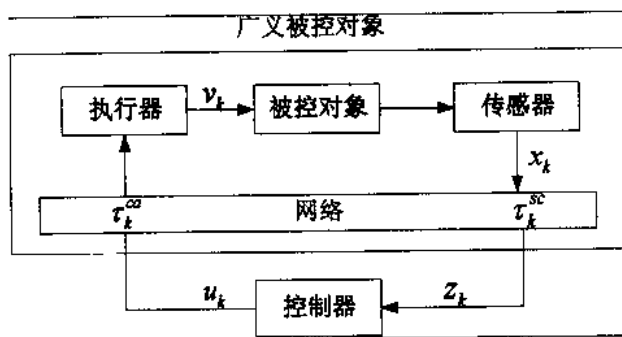 广义被控对象
执行器
v_k
被控对象
传感器
x_k
τ_k^{ca}
网络
τ_k^{sc}
u_k
控制器
z_k